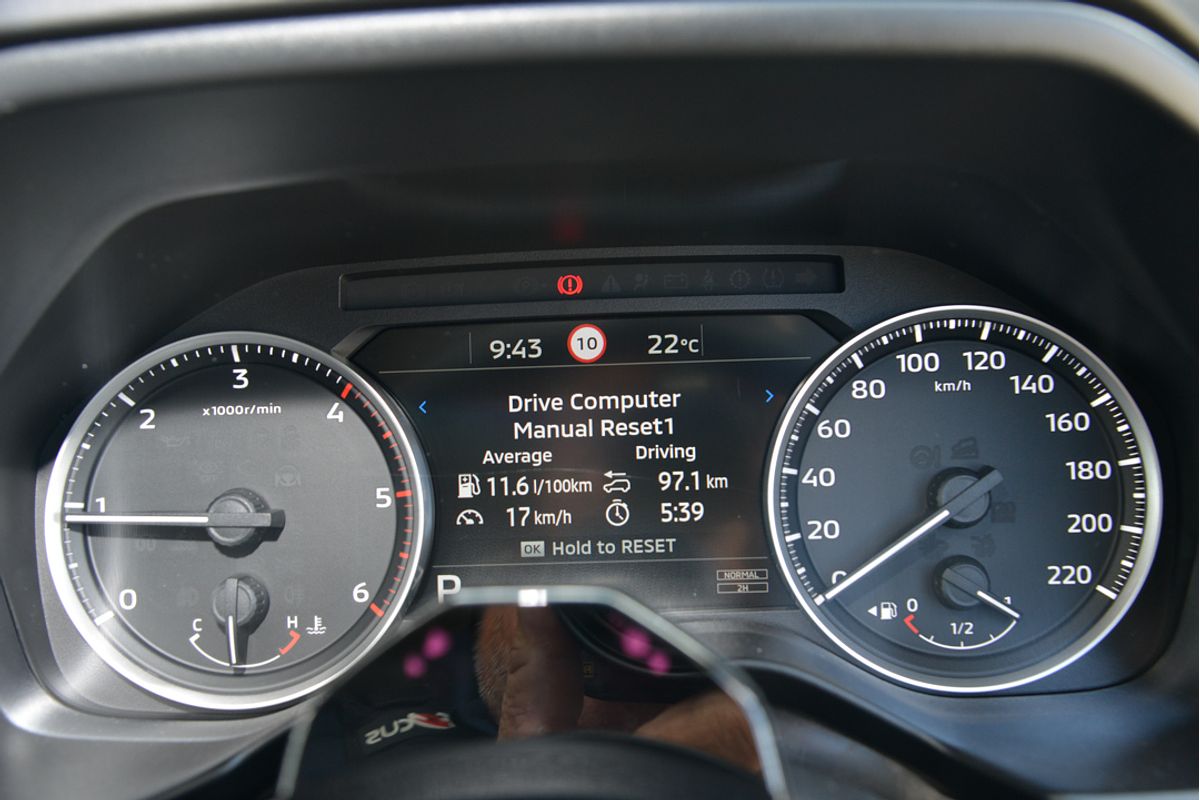 9:43 10 22°C
Drive Computer
Manual Reset1
Average Driving
11.6 l/100km 97.1 km
17 km/h 5:39
OK Hold to RESET
P
NORMAL
2H
x1000r/min
0
1
2
3
4
5
6
C H
km/h
0
20
40
60
80
100
120
140
160
180
200
220
0 1/2 1